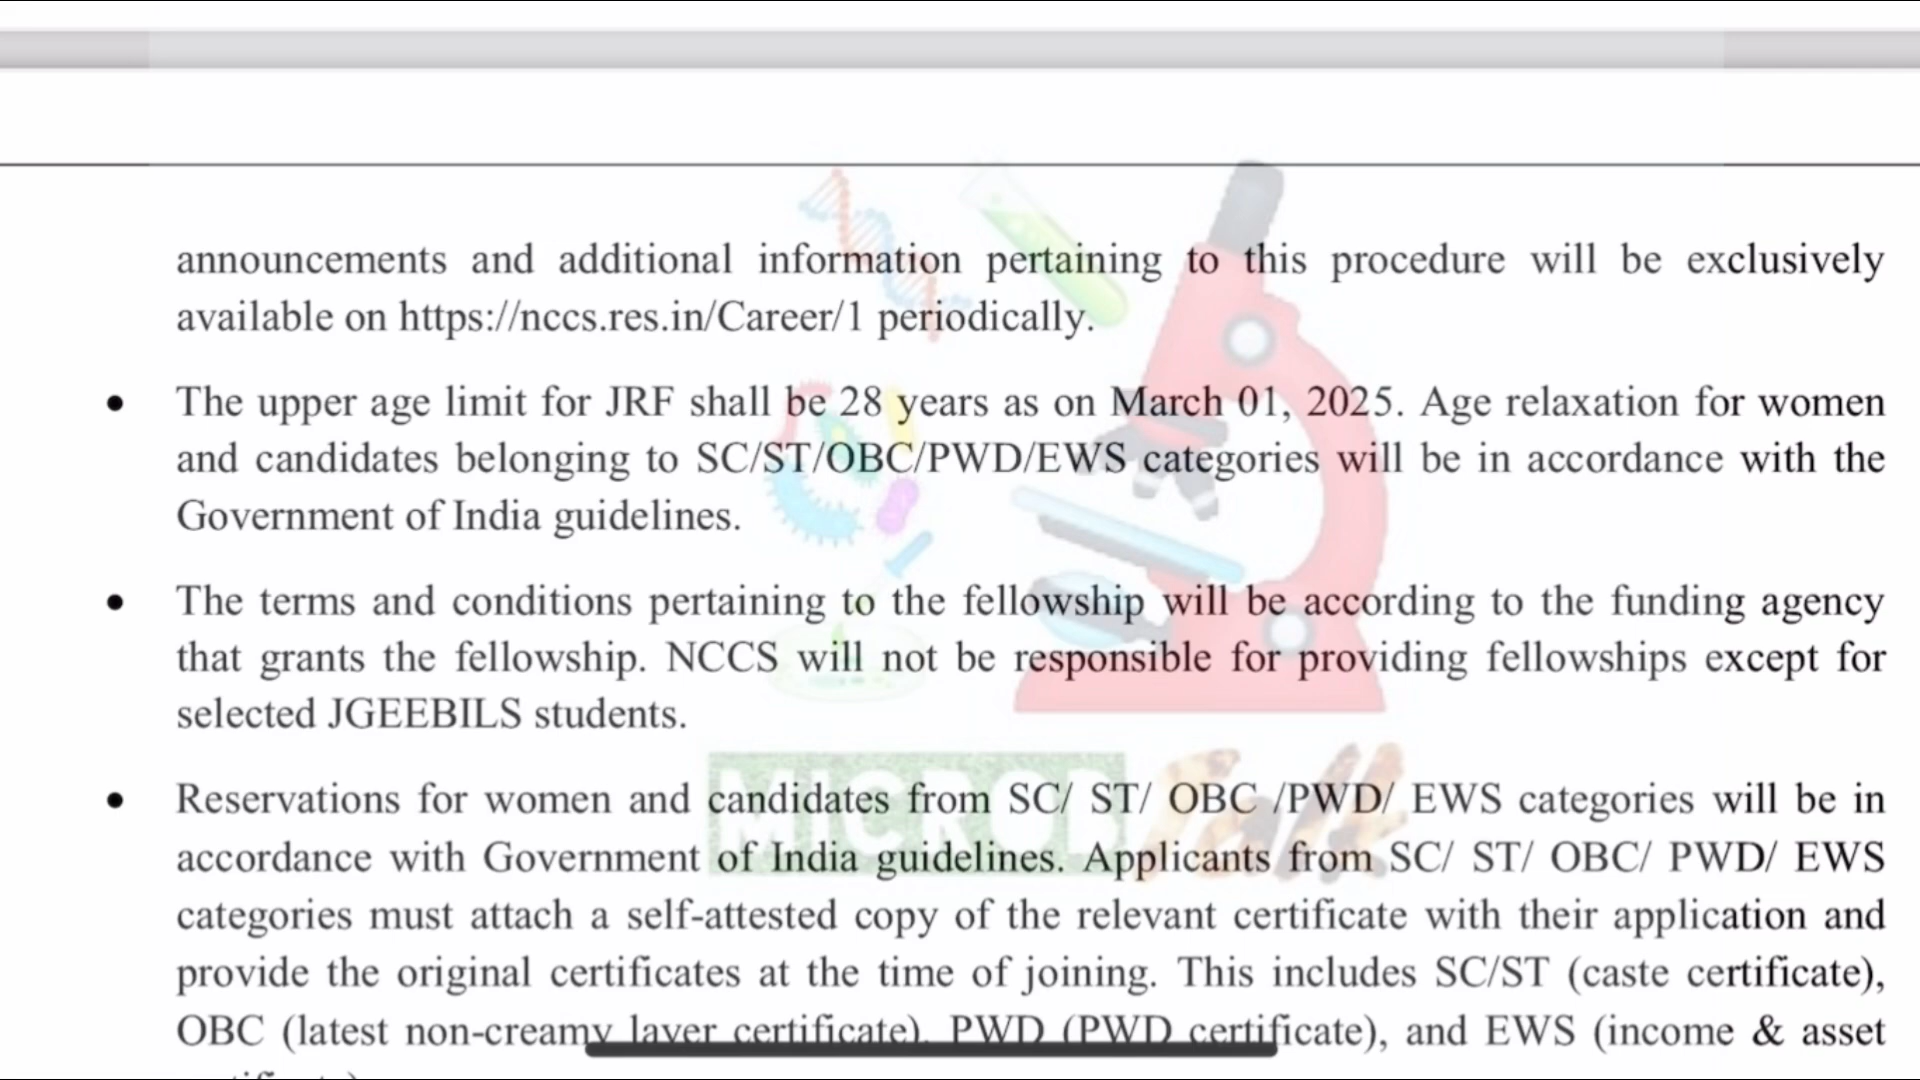 announcements and additional information pertaining to this procedure will be exclusively
available on https://nccs.res.in/Career/1 periodically.
• The upper age limit for JRF shall be 28 years as on March 01, 2025. Age relaxation for women
and candidates belonging to SC/ST/OBC/PWD/EWS categories will be in accordance with the
Government of India guidelines.
• The terms and conditions pertaining to the fellowship will be according to the funding agency
that grants the fellowship. NCCS will not be responsible for providing fellowships except for
selected JGEEBILS students.
MICROB Talk
• Reservations for women and candidates from SC/ ST/ OBC /PWD/ EWS categories will be in
accordance with Government of India guidelines. Applicants from SC/ ST/ OBC/ PWD/ EWS
categories must attach a self-attested copy of the relevant certificate with their application and
provide the original certificates at the time of joining. This includes SC/ST (caste certificate),
OBC (latest non-creamy layer certificate), PWD (PWD certificate), and EWS (income & asset